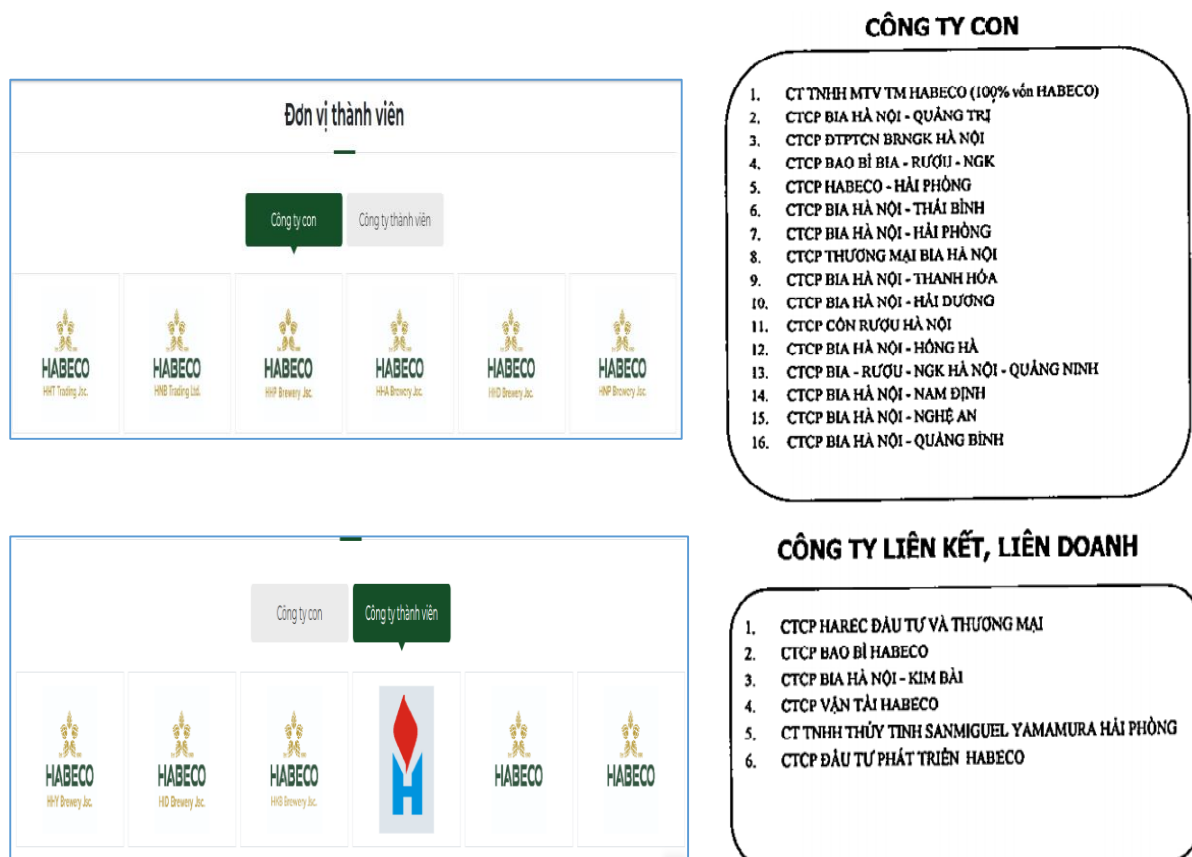 CÔNG TY CON
Đơn vị thành viên
Công ty con
Công ty thành viên
HABECO
HHT Trading Jsc.
HABECO
HNB Trading Ltd.
HABECO
HHP Brewery Jsc.
HABECO
HHA Brewery Jsc.
HABECO
HHD Brewery Jsc.
HABECO
HNP Brewery Jsc.
1. CT TNHH MTV TM HABECO (100% vốn HABECO)
2. CTCP BIA HÀ NỘI - QUẢNG TRỊ
3. CTCP ĐTPTCN BRNGK HÀ NỘI
4. CTCP BAO BÌ BIA - RƯỢU - NGK
5. CTCP HABECO - HẢI PHÒNG
6. CTCP BIA HÀ NỘI - THÁI BÌNH
7. CTCP BIA HÀ NỘI - HẢI PHÒNG
8. CTCP THƯƠNG MẠI BIA HÀ NỘI
9. CTCP BIA HÀ NỘI - THANH HÓA
10. CTCP BIA HÀ NỘI - HẢI DƯƠNG
11. CTCP CỒN RƯỢU HÀ NỘI
12. CTCP BIA HÀ NỘI - HỒNG HÀ
13. CTCP BIA - RƯỢU - NGK HÀ NỘI - QUẢNG NINH
14. CTCP BIA HÀ NỘI - NAM ĐỊNH
15. CTCP BIA HÀ NỘI - NGHỆ AN
16. CTCP BIA HÀ NỘI - QUẢNG BÌNH
Công ty con
Công ty thành viên
HABECO
HHY Brewery Jsc.
HABECO
HID Brewery Jsc.
HABECO
HKB Brewery Jsc.
H
HABECO
HABECO
CÔNG TY LIÊN KẾT, LIÊN DOANH
1. CTCP HAREC ĐẦU TƯ VÀ THƯƠNG MẠI
2. CTCP BAO BÌ HABECO
3. CTCP BIA HÀ NỘI - KIM BÀI
4. CTCP VẬN TẢI HABECO
5. CT TNHH THỦY TINH SANMIGUEL YAMAMURA HẢI PHÒNG
6. CTCP ĐẦU TƯ PHÁT TRIỂN HABECO